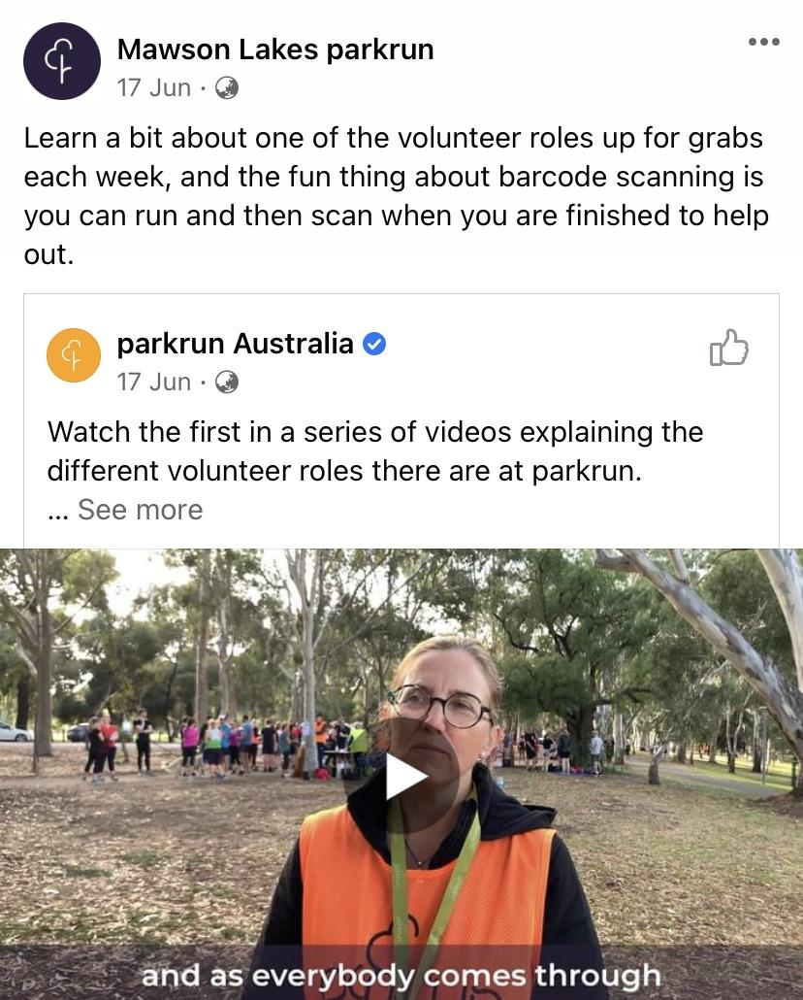 Mawson Lakes parkrun
17 Jun ·
Learn a bit about one of the volunteer roles up for grabs
each week, and the fun thing about barcode scanning is
you can run and then scan when you are finished to help
out.
parkrun Australia
17 Jun ·
Watch the first in a series of videos explaining the
different volunteer roles there are at parkrun.
... See more
and as everybody comes through